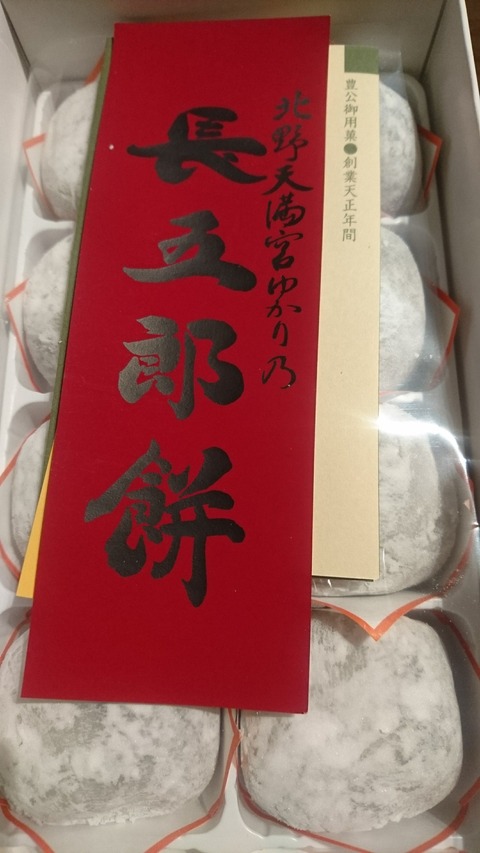 豊公御用菓●創業天正年間
北野天満宮ゆかり乃
長五郎餅